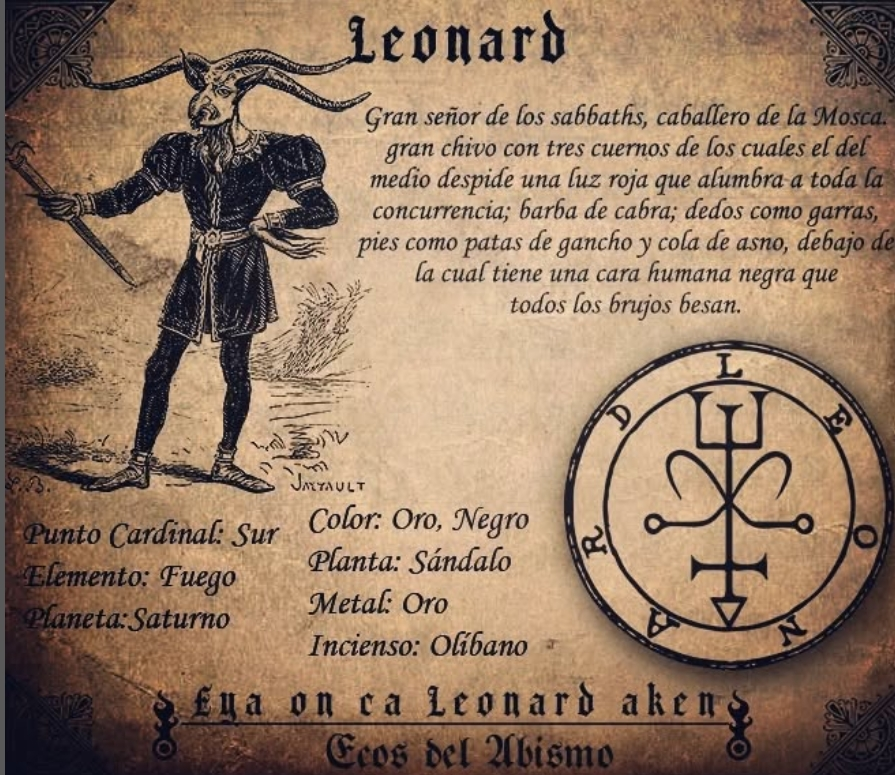 Leonard
Gran señor de los sabbaths, caballero de la Mosca.
gran chivo con tres cuernos de los cuales el del
medio despide una luz roja que alumbra a toda la
concurrencia; barba de cabra; dedos como garras,
pies como patas de gancho y cola de asno, debajo de
la cual tiene una cara humana negra que
todos los brujos besan.
L E O N A R D
L.B.
JARRAULT
Punto Cardinal: Sur
Elemento: Fuego
Planeta:Saturno
Color: Oro, Negro
Planta: Sándalo
Metal: Oro
Incienso: Olíbano
Eya on ca Leonard aken
Ecos del Abismo